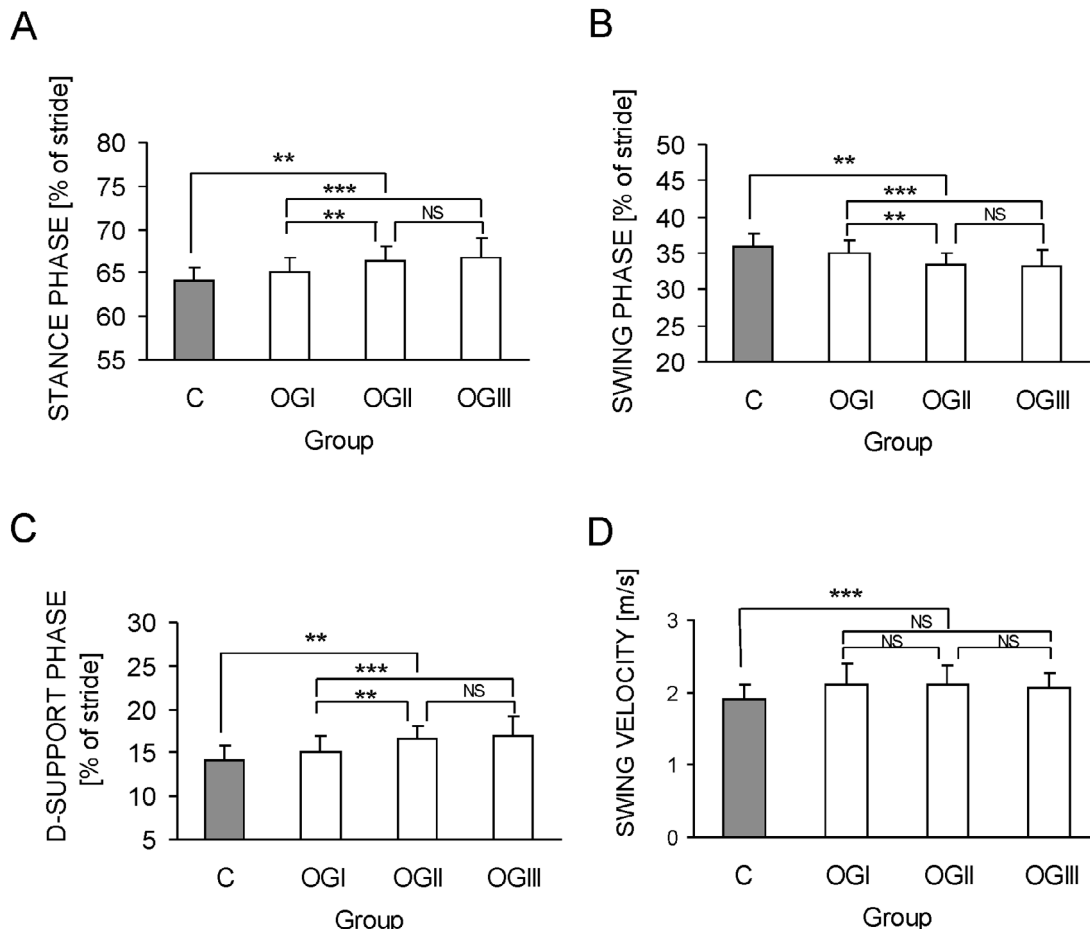 A
STANCE PHASE [% of stride]
80
75
70
65
60
55
**
***
**
NS
C OGI OGII OGIII
Group
B
SWING PHASE [% of stride]
50
45
40
35
30
25
20
**
***
**
NS
C OGI OGII OGIII
Group
C
D-SUPPORT PHASE
[% of stride]
30
25
20
15
10
5
**
***
**
NS
C OGI OGII OGIII
Group
D
SWING VELOCITY [m/s]
3
2
1
0
***
NS
NS NS
C OGI OGII OGIII
Group